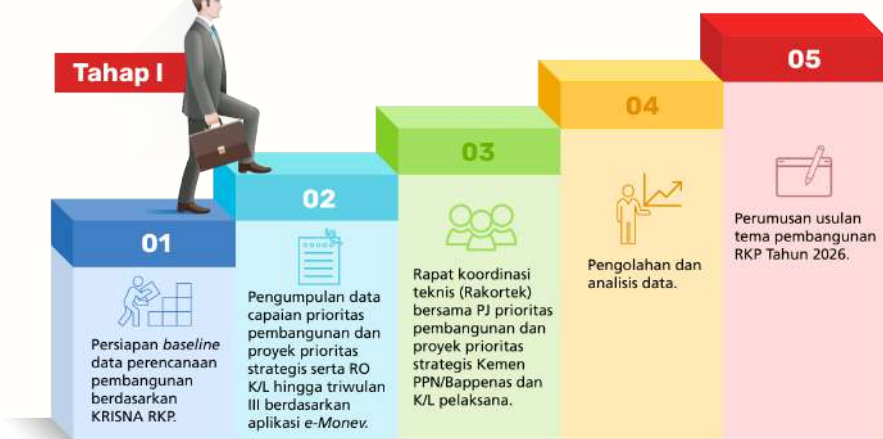 Tahap I
01
Persiapan baseline
data perencanaan
pembangunan
berdasarkan
KRISNA RKP.
02
Pengumpulan data
capaian prioritas
pembangunan dan
proyek prioritas
strategis serta RO
K/L hingga triwulan
III berdasarkan
aplikasi e-Monev.
03
Rapat koordinasi
teknis (Rakortek)
bersama PJ prioritas
pembangunan dan
proyek prioritas
strategis Kemen
PPN/Bappenas dan
K/L pelaksana.
04
Pengolahan dan
analisis data.
05
Perumusan usulan
tema pembangunan
RKP Tahun 2026.